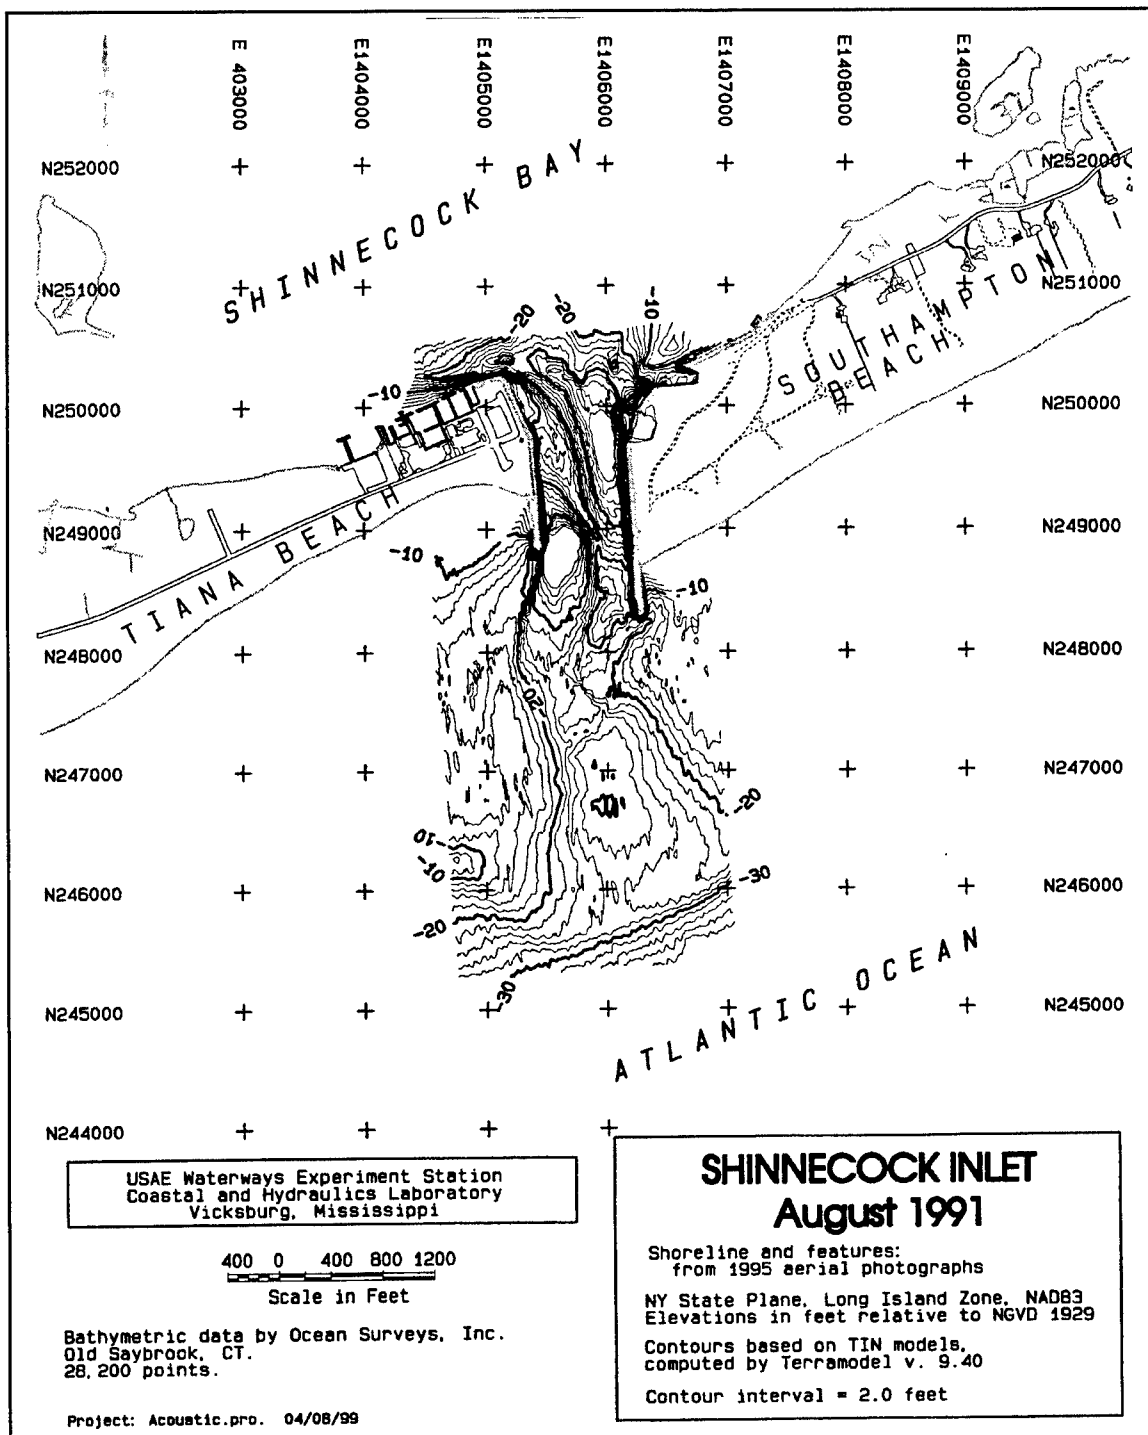 E 403000
E1404000
E1405000
E1406000
E1407000
E1408000
E1409000
N252000
N252000
SHINNECOCK BAY
N251000
N251000
-20
-20
-10
SOUTHAMPTON
BEACH
-10
N250000
N250000
TIANA BEACH
N249000
N249000
-10
-10
N248000
N248000
-20
N247000
N247000
-20
-10
-10
N246000
N246000
-30
-20
-30
ATLANTIC OCEAN
N245000
N245000
N244000
USAE Waterways Experiment Station
Coastal and Hydraulics Laboratory
Vicksburg, Mississippi
400 0 400 800 1200
Scale in Feet
Bathymetric data by Ocean Surveys, Inc.
Old Saybrook, CT.
28,200 points.
Project: Acoustic.pro. 04/08/99
SHINNECOCK INLET
August 1991
Shoreline and features:
from 1995 aerial photographs
NY State Plane, Long Island Zone, NAD83
Elevations in feet relative to NGVD 1929
Contours based on TIN models,
computed by Terramodel v. 9.40
Contour interval = 2.0 feet